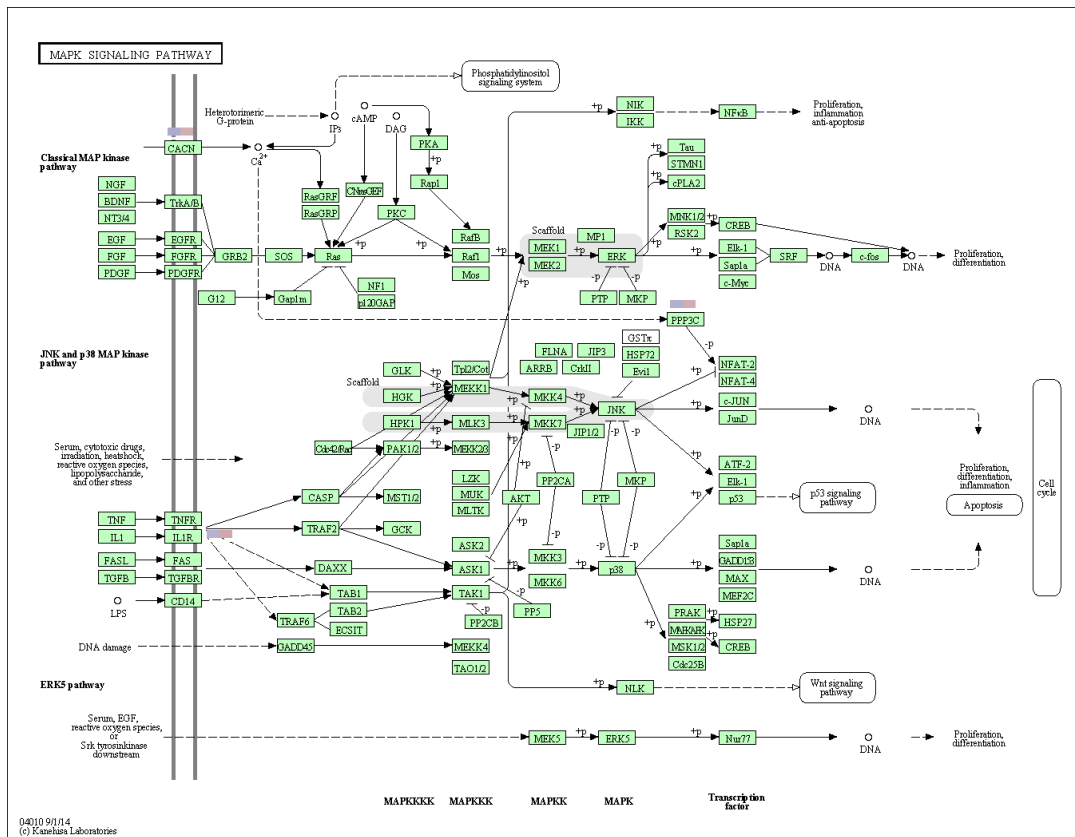 MAPK SIGNALING PATHWAY
Phosphatidylinositol
signaling system
Heterotorimeric
G-protein
IP3
cAMP
DAG
+p
NIK
IKK
NFκB
Proliferation,
inflammation
anti-apoptosis
CACN
Ca2+
PKA
+p
Rap1
Classical MAP kinase
pathway
Tau
STMN1
cPLA2
+p
+p
NGF
BDNF
NT3/4
TrkA/B
RasGRF
RasGRP
CNrasGEF
PKC
+p
+p
RafB
Raf1
Mos
Scaffold
MEK1
MEK2
MP1
MNK1/2
RSK2
+p
CREB
EGF
FGF
PDGF
EGFR
FGFR
PDGFR
GRB2
SOS
Ras
+p
+p
ERK
+p
+p
Elk-1
Sap1a
c-Myc
SRF
DNA
c-fos
DNA
Proliferation,
differentiation
G12
Gap1m
NF1
p120GAP
+p
-p
-p
PTP
MKP
PPP3C
-p
JNK and p38 MAP kinase
pathway
GSTπ
HSP72
Evi1
FLNA
JIP3
ARRB
CrkII
GLK
HGK
HPK1
Scaffold
+p
+p
+p
+p
Tpl2/Cot
MEKK1
MLK3
MEKK2/3
+p
+p
MKK4
MKK7
+p
+p
JNK
JIP1/2
+p
+p
+p
NFAT-2
NFAT-4
c-JUN
JunD
DNA
Cdc42/Rac
PAK1/2
Serum, cytotoxic drugs,
irradiation, heatshock,
reactive oxygen species,
lipopolysaccharide,
and other stress
LZK
MUK
MLTK
-p
PP2CA
AKT
+p
-p
-p
PTP
MKP
ATF-2
Elk-1
p53
p53 signaling
pathway
Proliferation,
differentiation,
inflammation
Apoptosis
Cell
cycle
CASP
MST1/2
TNF
IL1
TNFR
IL1R
TRAF2
GCK
ASK2
ASK1
-p
-p
MKK3
MKK6
-p
-p
p38
+p
+p
+p
+p
Sap1a
GADD153
MAX
MEF2C
DNA
FASL
TGFB
FAS
TGFBR
DAXX
LPS
CD14
TAB1
TAB2
ECSIT
TRAF6
TAK1
-p
PP2CB
-p
PP5
PRAK
MAPKAPK
MSK1/2
Cdc25B
+p
+p
+p
HSP27
CREB
DNA damage
GADD45
MEKK4
TAO1/2
ERK5 pathway
+p
NLK
Wnt signaling
pathway
Serum, EGF,
reactive oxygen species,
or
Srk tyrosinkinase
downstream
MEK5
+p
ERK5
+p
Nur77
DNA
Proliferation,
differentiation
MAPKKKK
MAPKKK
MAPKK
MAPK
Transcription
factor
04010 9/1/14
(c) Kanehisa Laboratories